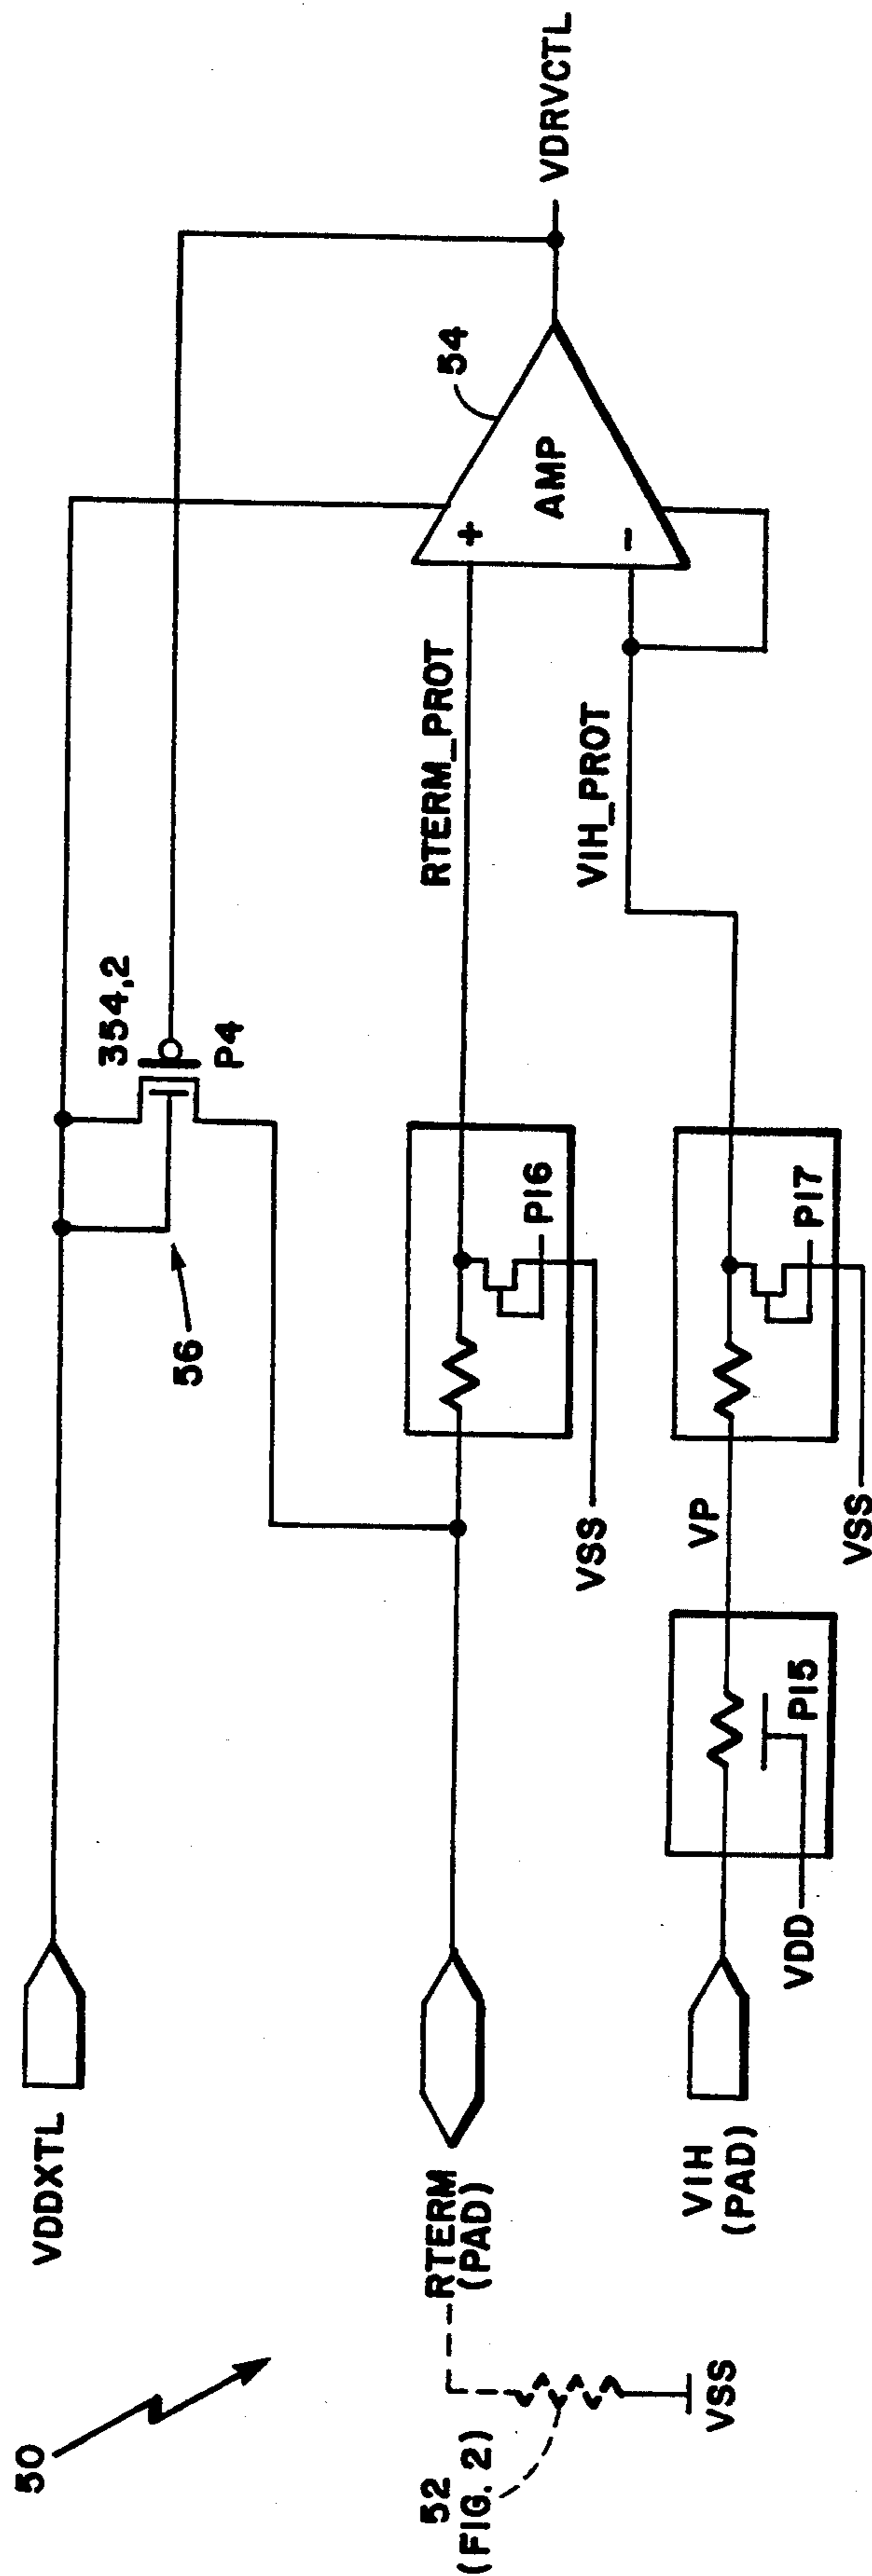 50
VDDXTL
56
354,2
P4
52
(FIG. 2)
VSS
RTERM
(PAD)
VSS
PI6
RTERM_PROT
54
+
AMP
-
VDRVCTL
VIH
(PAD)
VDD
PI5
VP
VSS
PI7
VIH_PROT